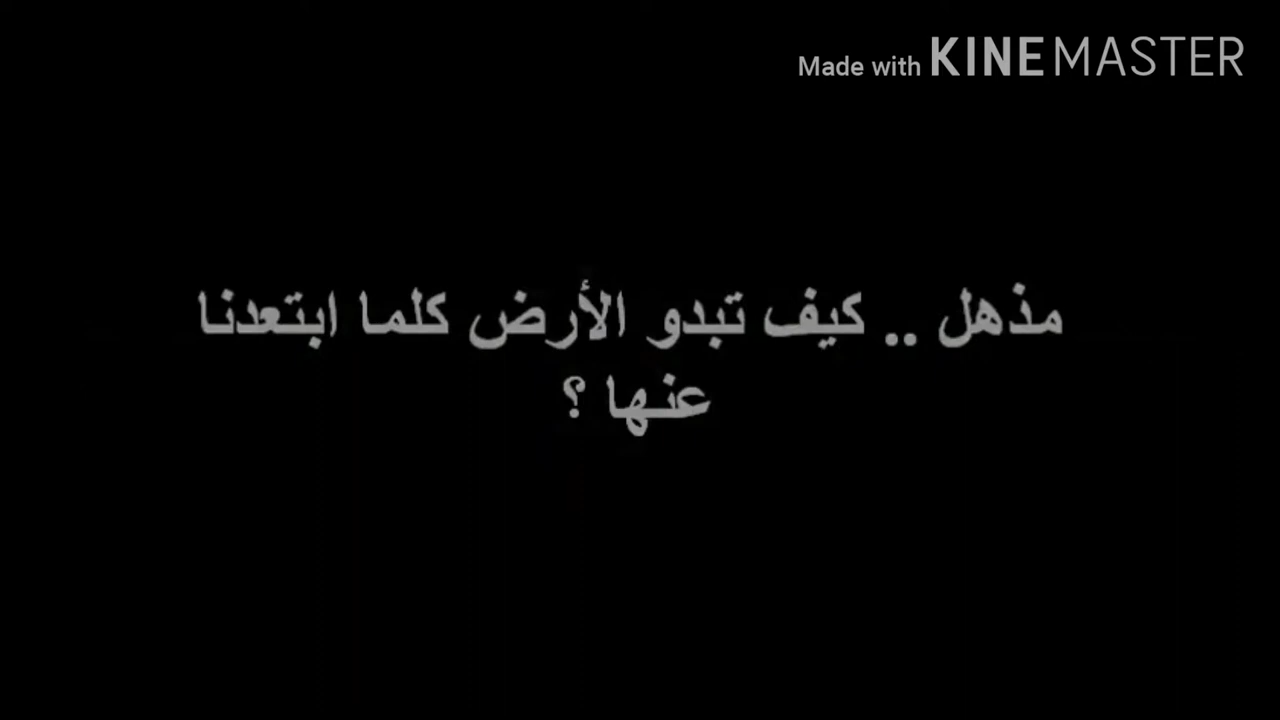 Made with KINEMASTER
مذهل .. كيف تبدو الأرض كلما ابتعدنا
عنها ؟